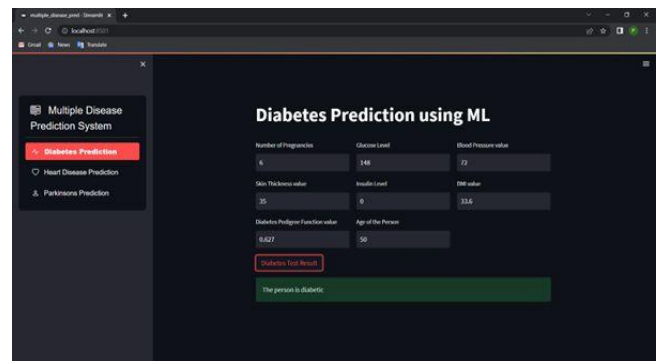 multiple_disease_pred · Streamlit
localhost:8501
Gmail News Translate
Multiple Disease
Prediction System
Diabetes Prediction
Heart Disease Prediction
Parkinsons Prediction
Diabetes Prediction using ML
Number of Pregnancies Glucose Level Blood Pressure value
6 148 72
Skin Thickness value Insulin Level BMI value
35 0 33.6
Diabetes Pedigree Function value Age of the Person
0.627 50
Diabetes Test Result
The person is diabetic